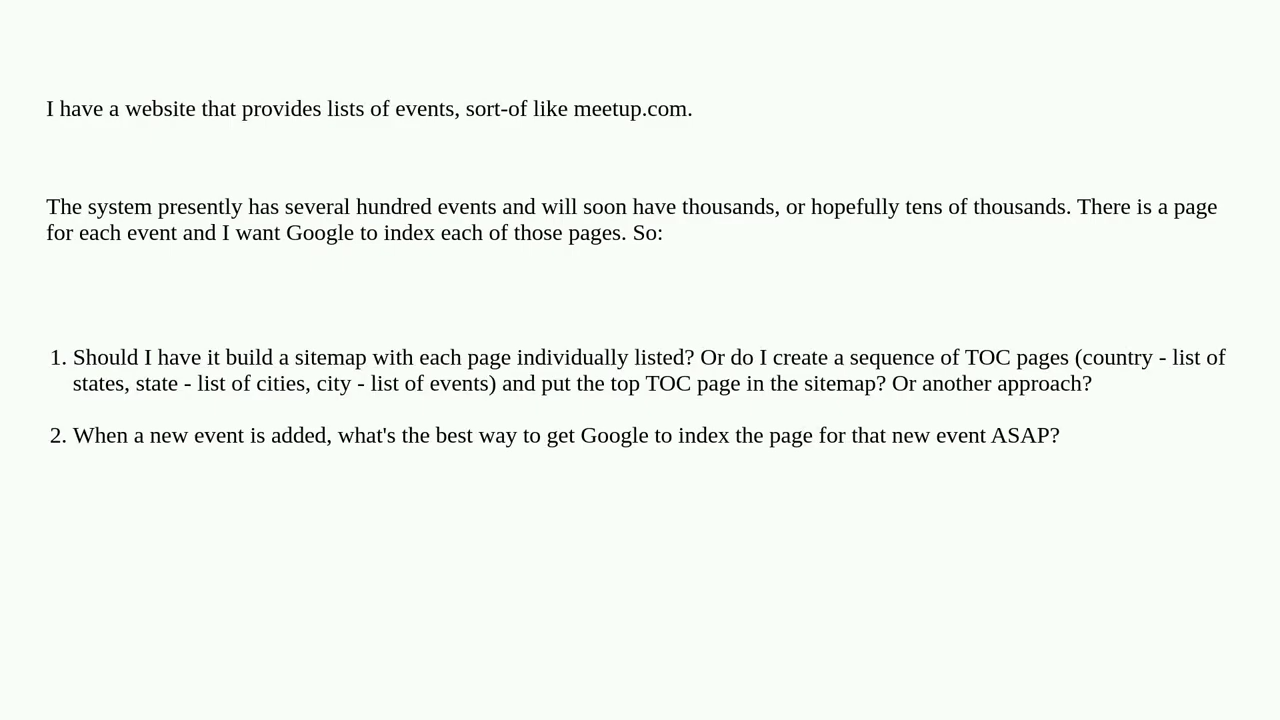 I have a website that provides lists of events, sort-of like meetup.com.
The system presently has several hundred events and will soon have thousands, or hopefully tens of thousands. There is a page
for each event and I want Google to index each of those pages. So:
1. Should I have it build a sitemap with each page individually listed? Or do I create a sequence of TOC pages (country - list of
states, state - list of cities, city - list of events) and put the top TOC page in the sitemap? Or another approach?
2. When a new event is added, what's the best way to get Google to index the page for that new event ASAP?